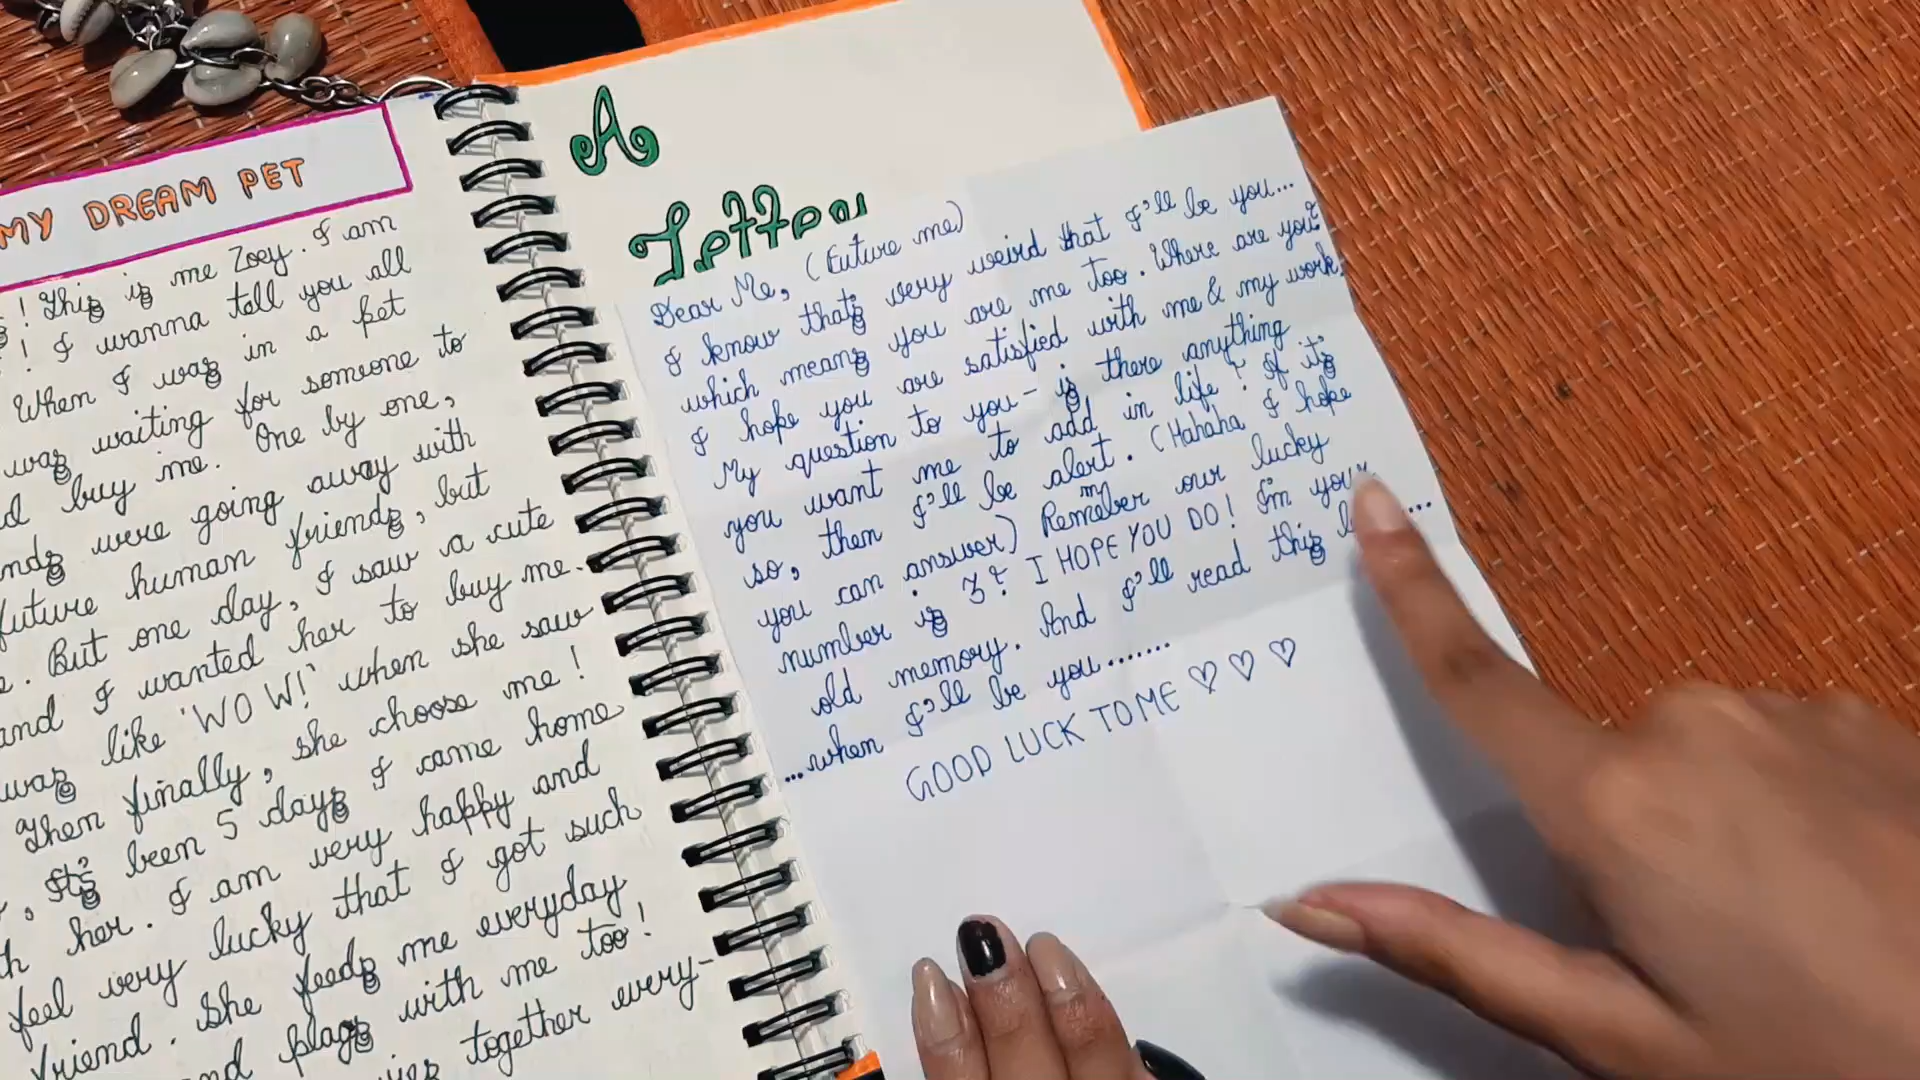 MY DREAM PET
! This is me Zoey. I am
! I wanna tell you all
When I was in a pet
was waiting for someone to
buy me. One by one,
were going away with
future human friends, but
. But one day, I saw a cute
and I wanted her to buy me.
was like 'WOW!' when she saw
Then finally, she choose me!
, It's been 5 days I came home
her. I am very happy and
feel very lucky that I got such
friend. She feeds me everyday
plays with me too!
together every-
A
Letter
Dear Me, (Future me)
I know that's very weird that I'll be you...
which means you are me too. Where are you?
I hope you are satisfied with me & my work.
My question to you - is there anything
you want me to add in life? If it's
so, then I'll be alert. (Hahaha I hope
you can answer) Remember our lucky
number is 3? I HOPE YOU DO! I'm your
old memory. And I'll read this ...
...when I'll be you.......
GOOD LUCK TO ME ♡ ♡ ♡